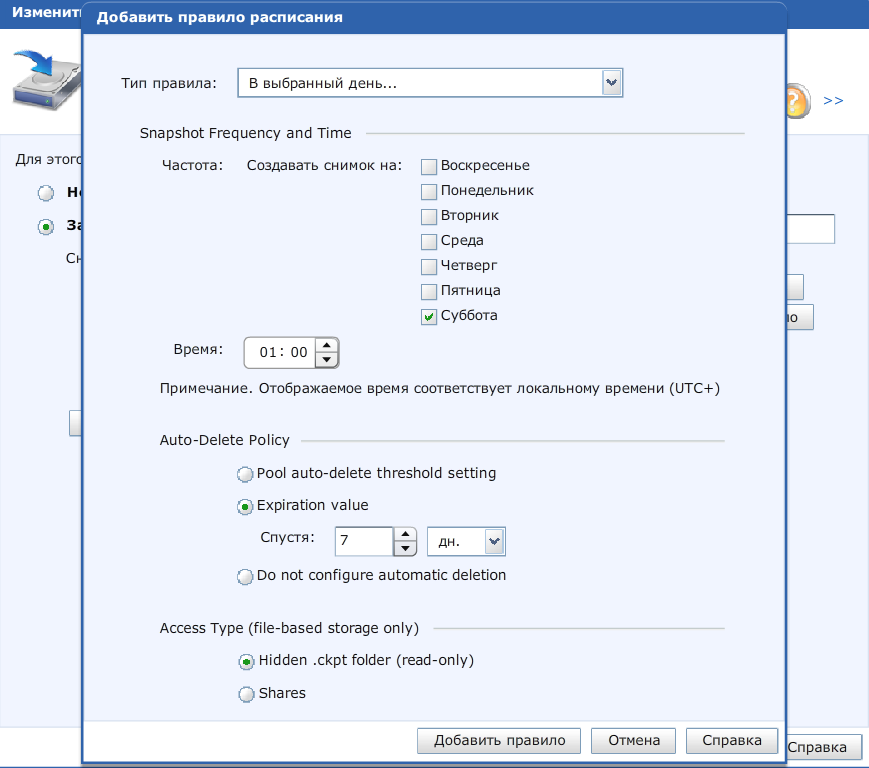 Изменить
Добавить правило расписания
Тип правила: В выбранный день...
>>
Snapshot Frequency and Time
Для этого
Частота: Создавать снимок на: Воскресенье
Понедельник
Вторник
Среда
Четверг
Пятница
Суббота
Время: 01: 00
Примечание. Отображаемое время соответствует локальному времени (UTC+)
Auto-Delete Policy
Pool auto-delete threshold setting
Expiration value
Спустя: 7 дн.
Do not configure automatic deletion
Access Type (file-based storage only)
Hidden .ckpt folder (read-only)
Shares
Добавить правило Отмена Справка
Справка